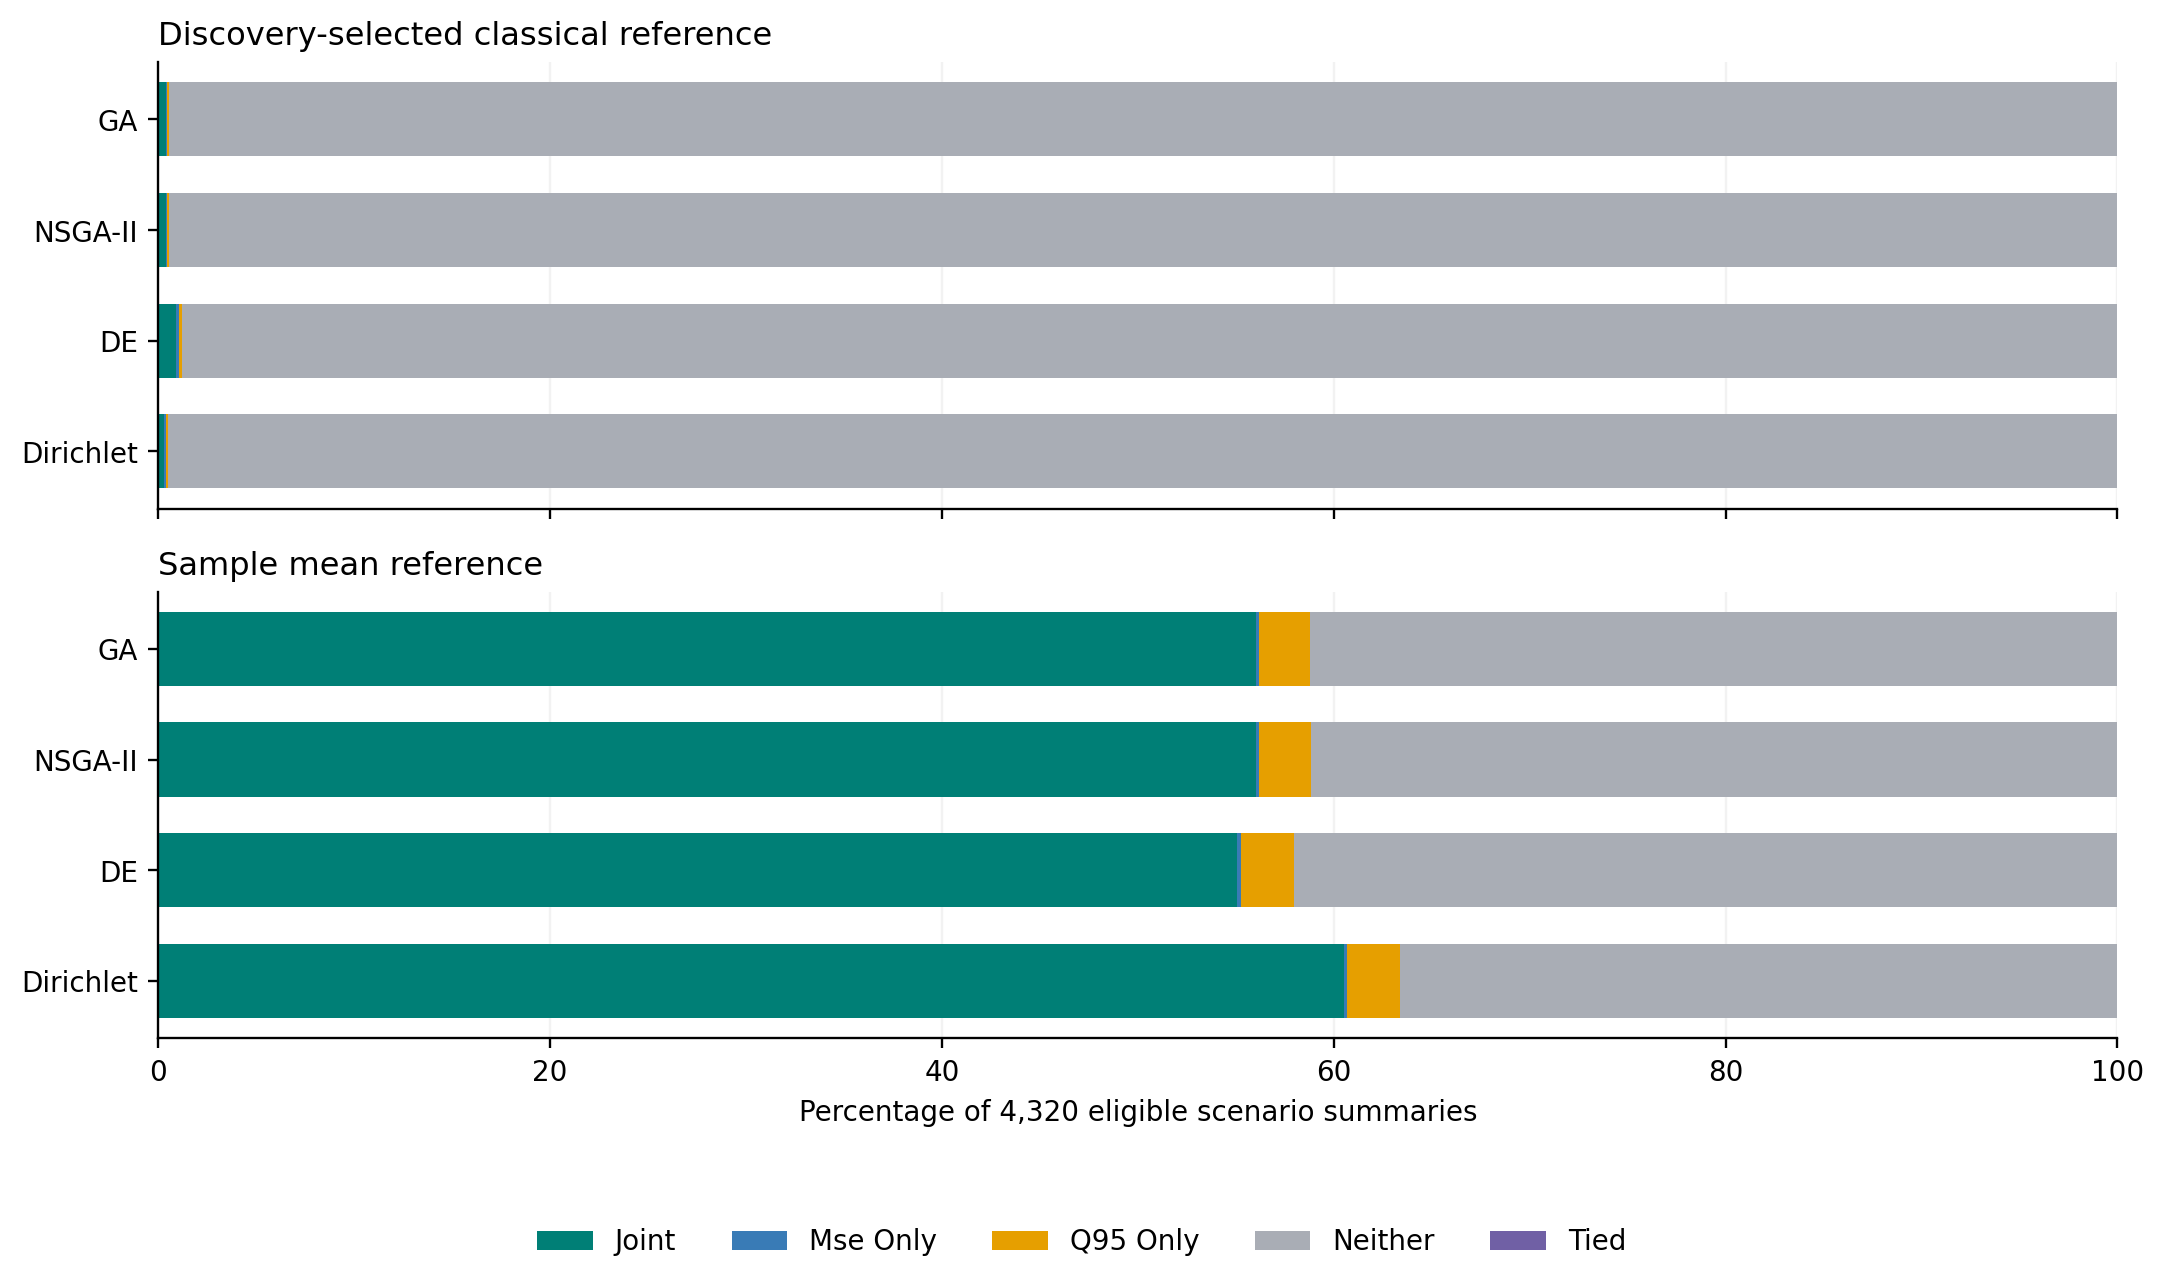 Discovery-selected classical reference
GA
NSGA-II
DE
Dirichlet
Sample mean reference
GA
NSGA-II
DE
Dirichlet
0 20 40 60 80 100
Percentage of 4,320 eligible scenario summaries
Joint Mse Only Q95 Only Neither Tied